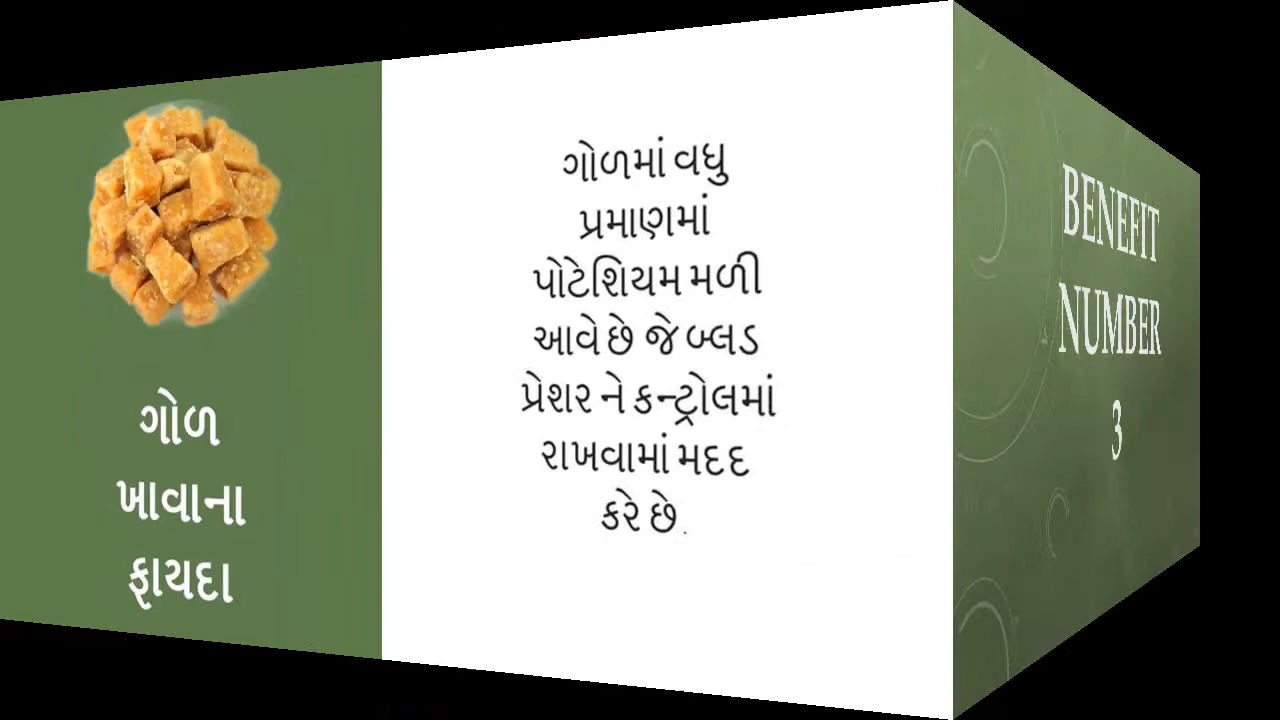 ગોળ
ખાવાના
ફાયદા
ગોળમાં વધુ
પ્રમાણમાં
પોટેશિયમ મળી
આવે છે જે બ્લડ
પ્રેશર ને કન્ટ્રોલમાં
રાખવામાં મદદ
કરે છે.
BENEFIT
NUMBER
3